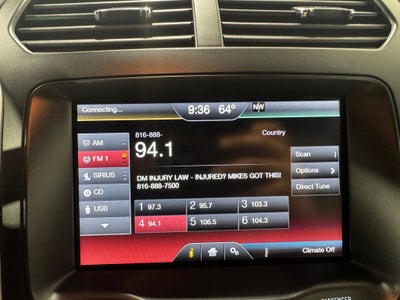 Connecting...
9:36 64° NW
816-888-
Country
AM
94.1
Scan
FM 1
DM INJURY LAW - INJURED? MIKES GOT THIS!
Options >
SIRIUS
816-888-7500
Direct Tune
CD
1 97.3 2 95.7 3 103.3
USB
4 94.1 5 106.5 6 104.3
Climate Off
PASSENGER